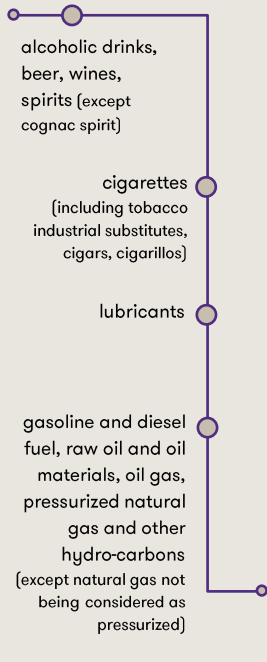 alcoholic drinks,
beer, wines,
spirits (except
cognac spirit)
cigarettes
(including tobacco
industrial substitutes,
cigars, cigarillos)
lubricants
gasoline and diesel
fuel, raw oil and oil
materials, oil gas,
pressurized natural
gas and other
hydro-carbons
(except natural gas not
being considered as
pressurized)